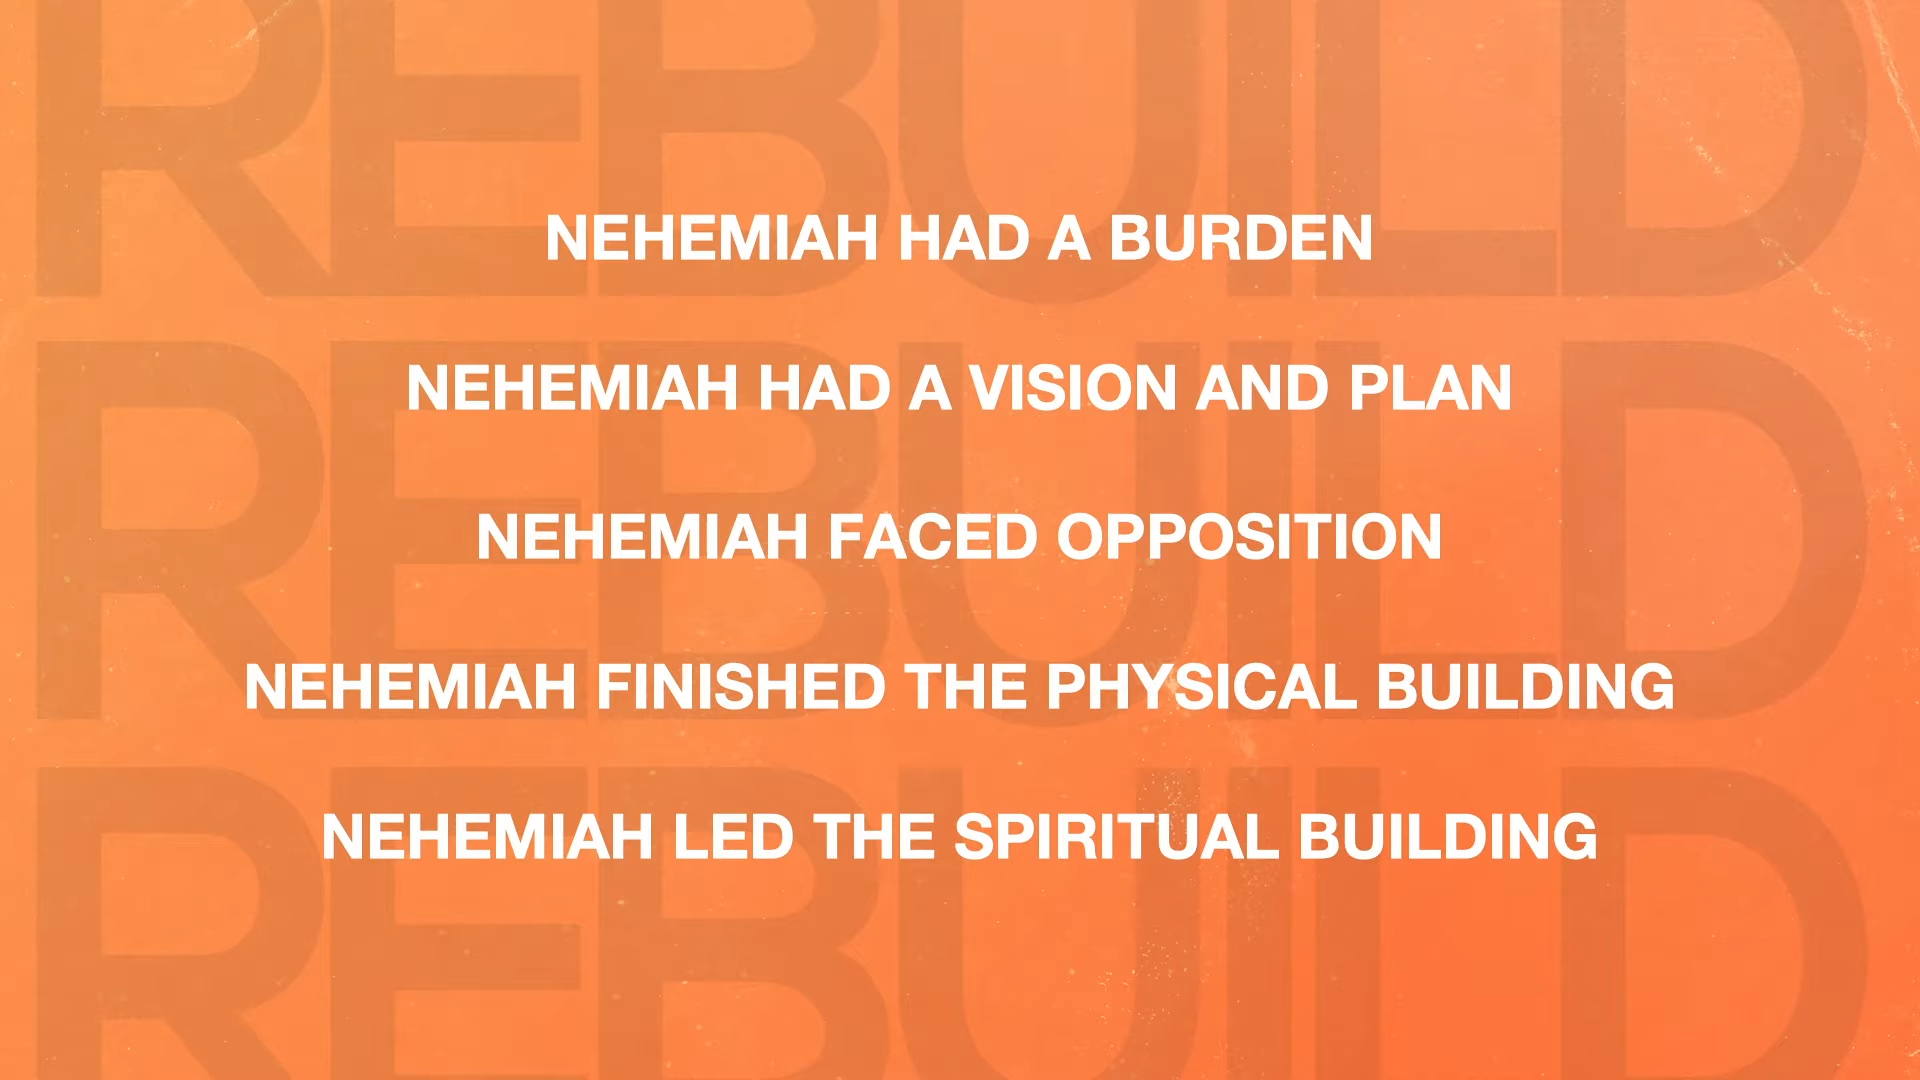 REBUILD
NEHEMIAH HAD A BURDEN
REBUILD
NEHEMIAH HAD A VISION AND PLAN
NEHEMIAH FACED OPPOSITION
NEHEMIAH FINISHED THE PHYSICAL BUILDING
REBUILD
NEHEMIAH LED THE SPIRITUAL BUILDING